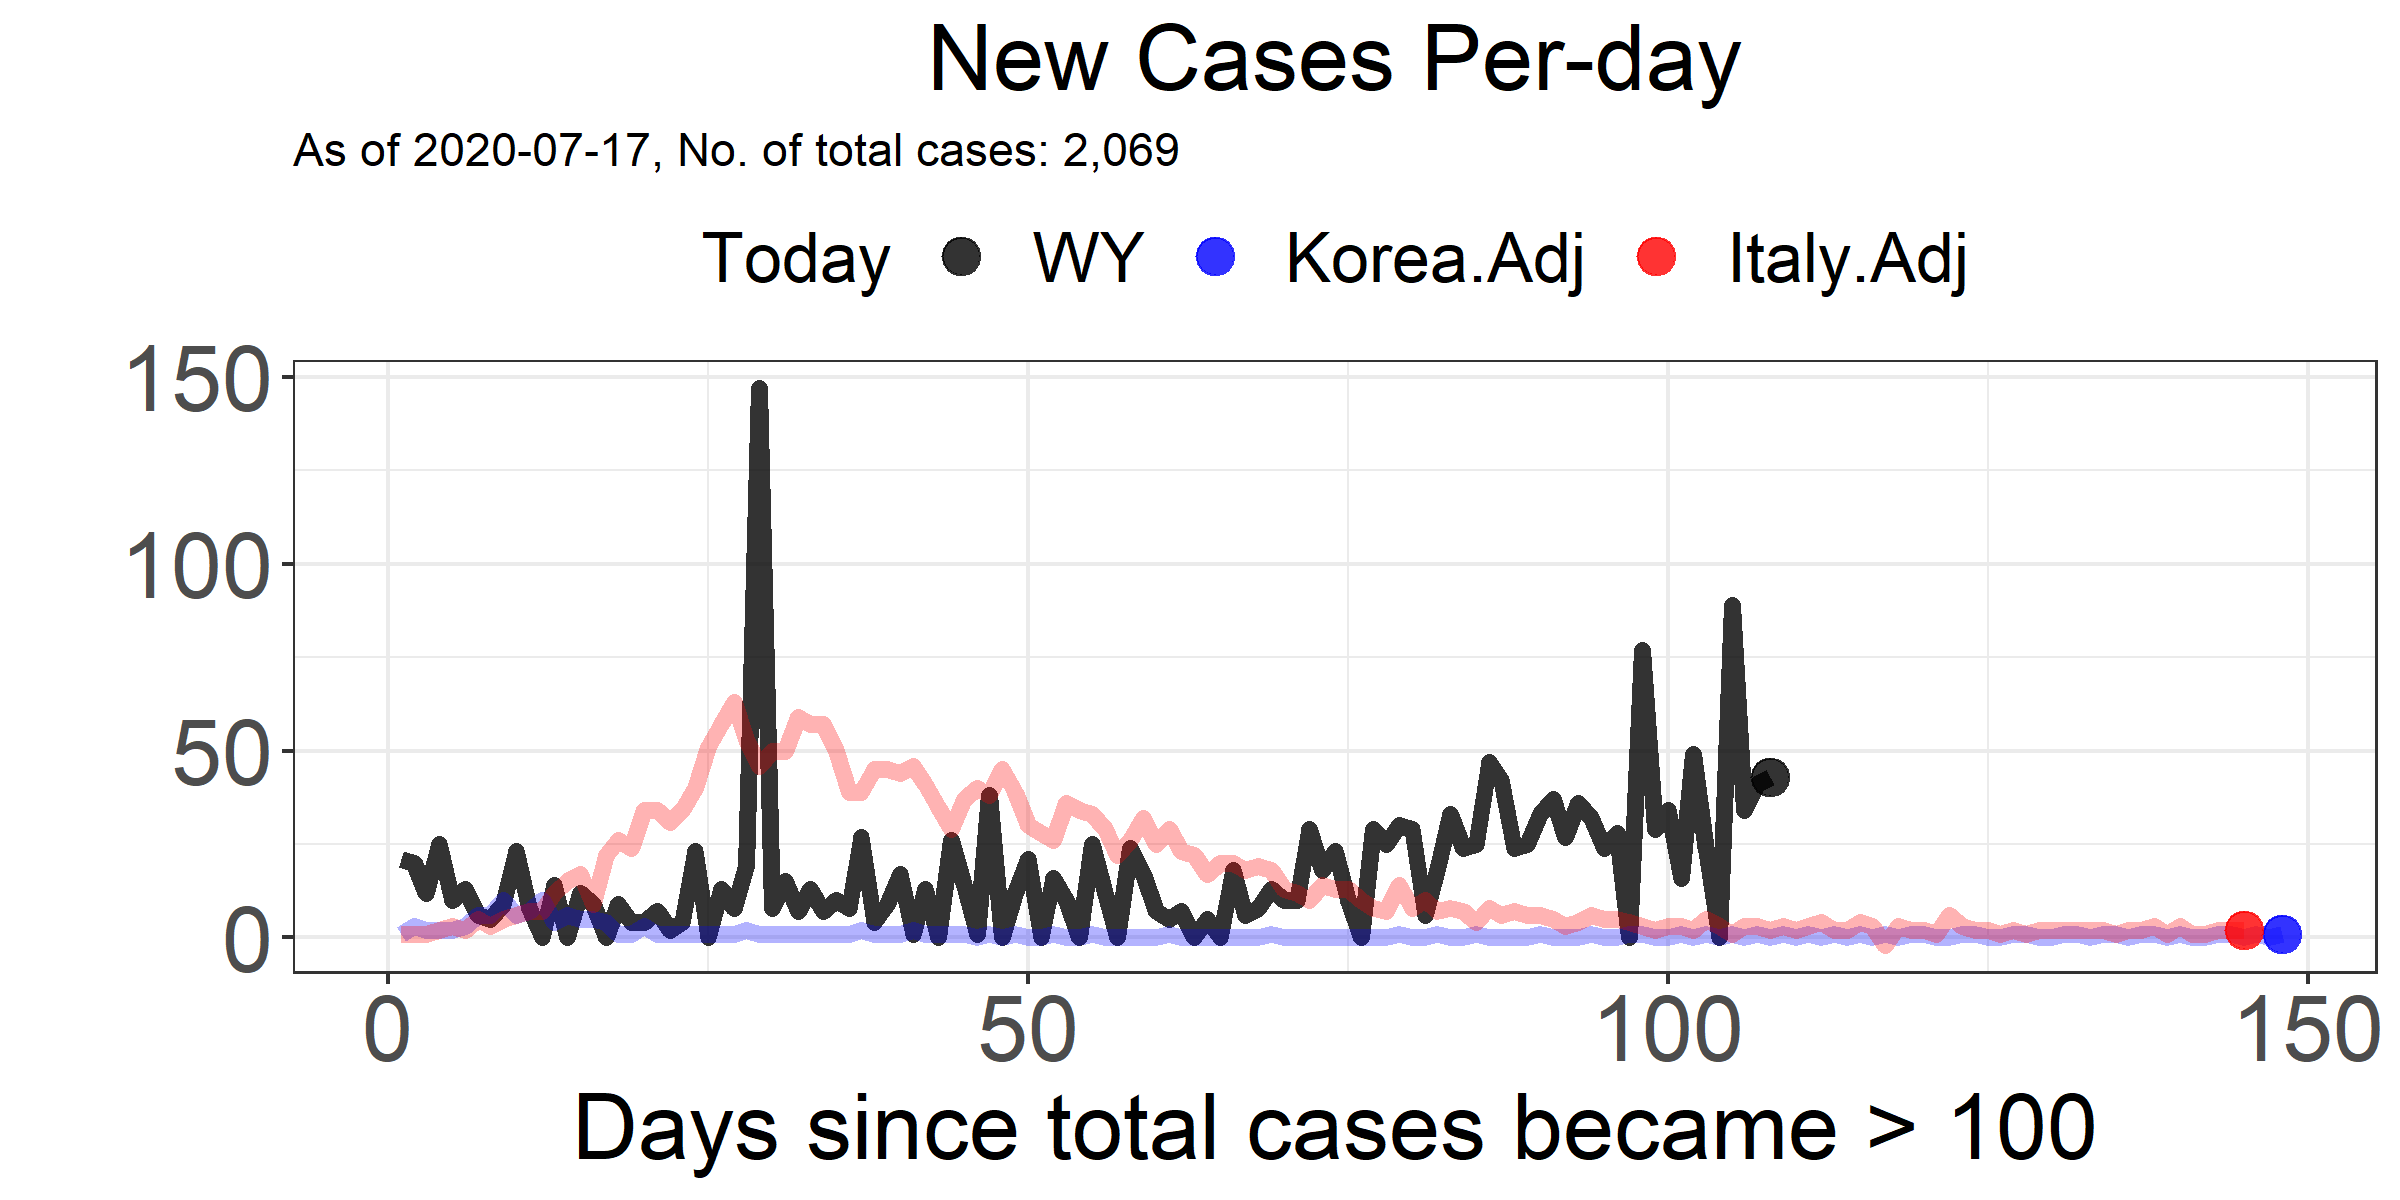 New Cases Per-day
As of 2020-07-17, No. of total cases: 2,069
Today WY Korea.Adj Italy.Adj
150
100
50
0
0 50 100 150
Days since total cases became > 100